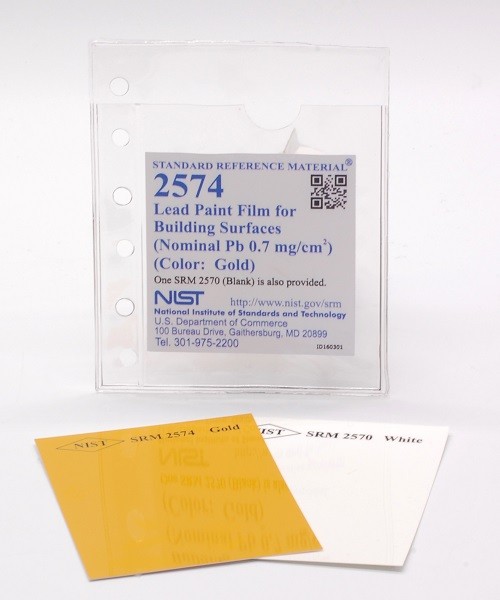 STANDARD REFERENCE MATERIAL®
2574
Lead Paint Film for
Building Surfaces
(Nominal Pb 0.7 mg/cm²)
(Color: Gold)
One SRM 2570 (Blank) is also provided.
NIST http://www.nist.gov/srm
National Institute of Standards and Technology
U.S. Department of Commerce
100 Bureau Drive, Gaithersburg, MD 20899
Tel. 301-975-2200
ID160301
NIST SRM 2574 Gold
NIST SRM 2570 White